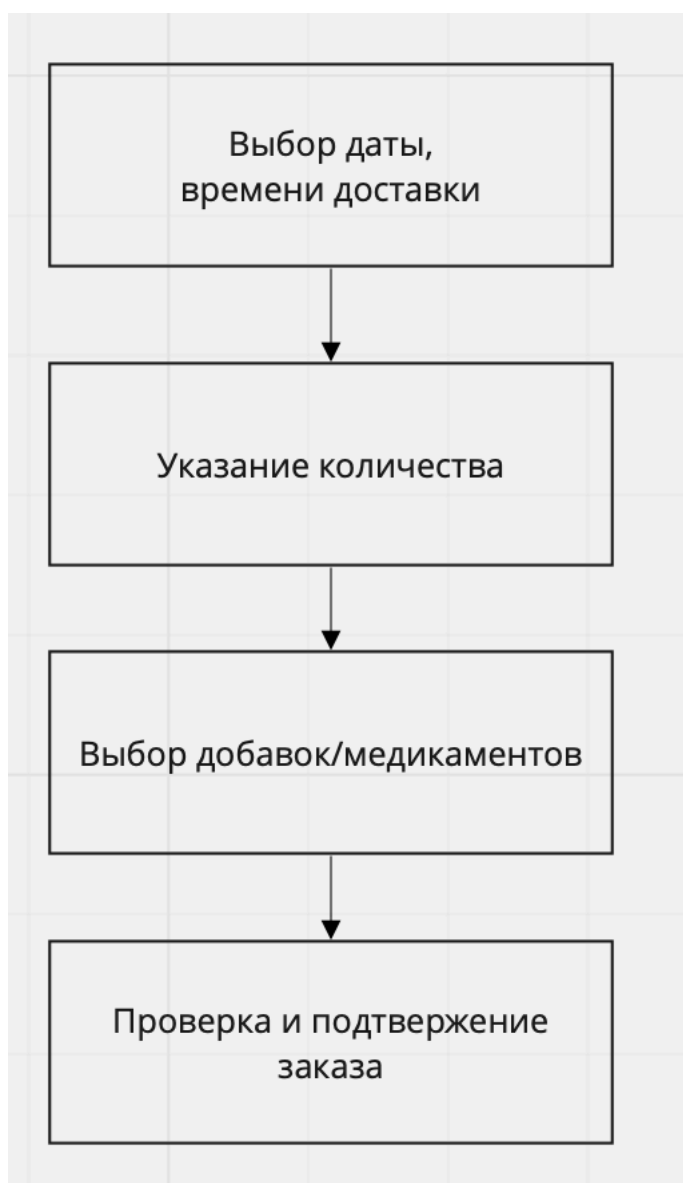 Выбор даты,
времени доставки
Указание количества
Выбор добавок/медикаментов
Проверка и подтвержение
заказа